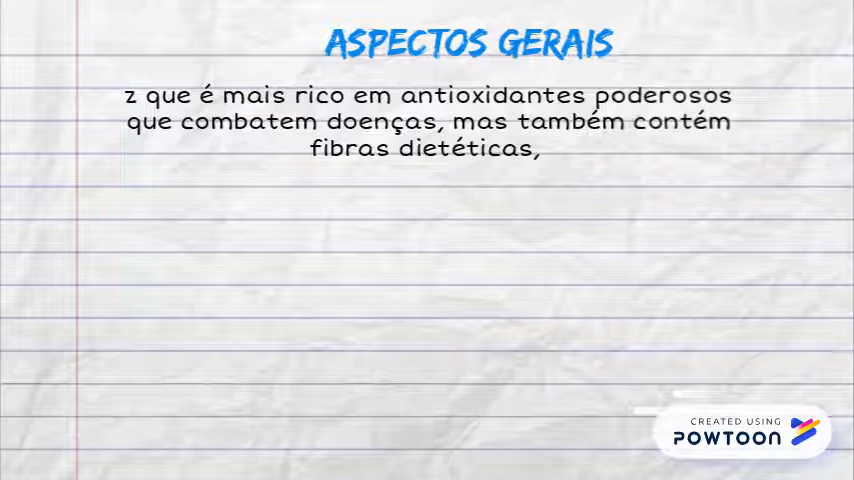 ASPECTOS GERAIS
z que é mais rico em antioxidantes poderosos
que combatem doenças, mas também contém
fibras dietéticas,
CREATED USING
POWTOON